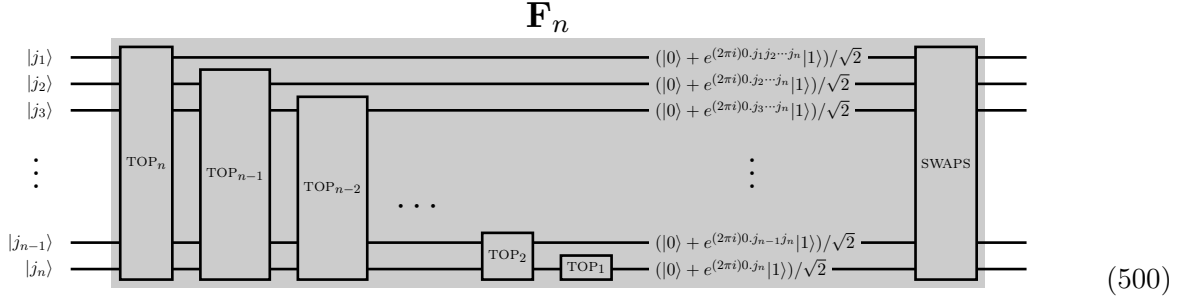 F_n
|j_1⟩ (|0⟩ + e^{(2πi)0.j_1j_2⋯j_n}|1⟩)/√2
|j_2⟩ (|0⟩ + e^{(2πi)0.j_2⋯j_n}|1⟩)/√2
|j_3⟩ (|0⟩ + e^{(2πi)0.j_3⋯j_n}|1⟩)/√2
⋮ TOP_n TOP_{n−1} TOP_{n−2} ⋯ ⋮ SWAPS
|j_{n−1}⟩ TOP_2 (|0⟩ + e^{(2πi)0.j_{n−1}j_n}|1⟩)/√2
|j_n⟩ TOP_1 (|0⟩ + e^{(2πi)0.j_n}|1⟩)/√2
(500)